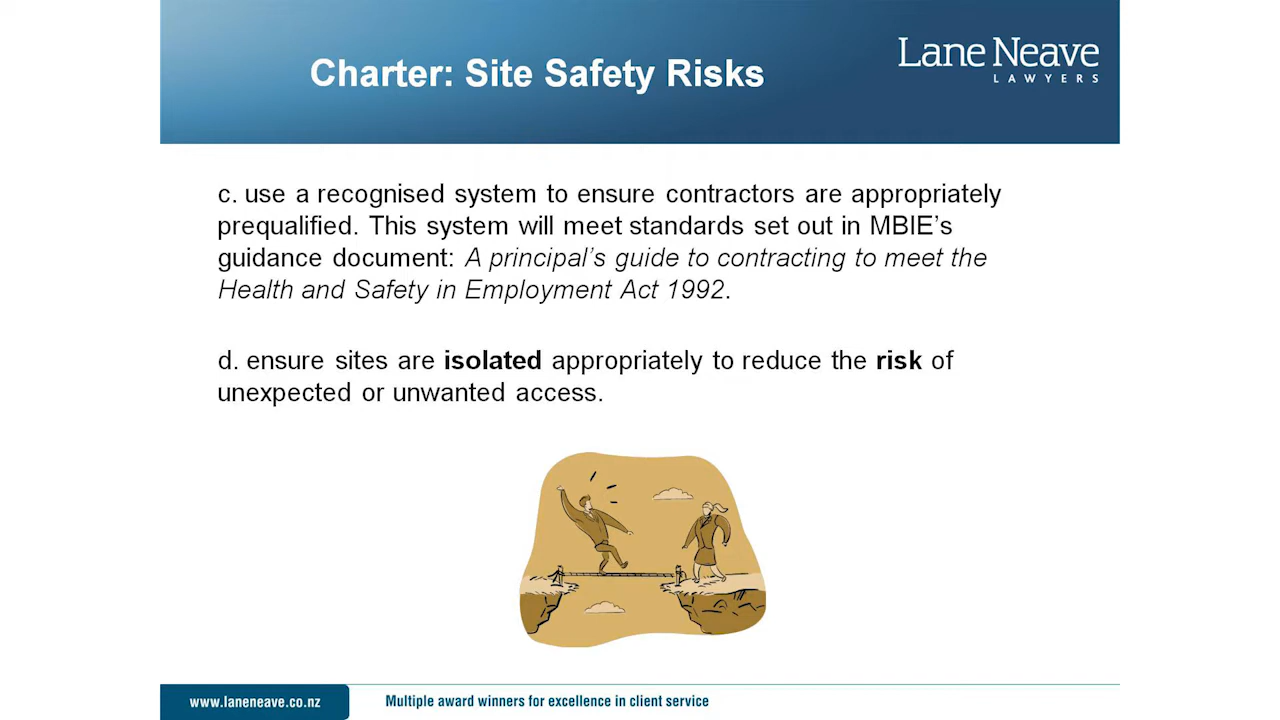 Charter: Site Safety Risks
Lane Neave
LAWYERS
c. use a recognised system to ensure contractors are appropriately
prequalified. This system will meet standards set out in MBIE’s
guidance document: A principal’s guide to contracting to meet the
Health and Safety in Employment Act 1992.
d. ensure sites are isolated appropriately to reduce the risk of
unexpected or unwanted access.
www.laneneave.co.nz
Multiple award winners for excellence in client service